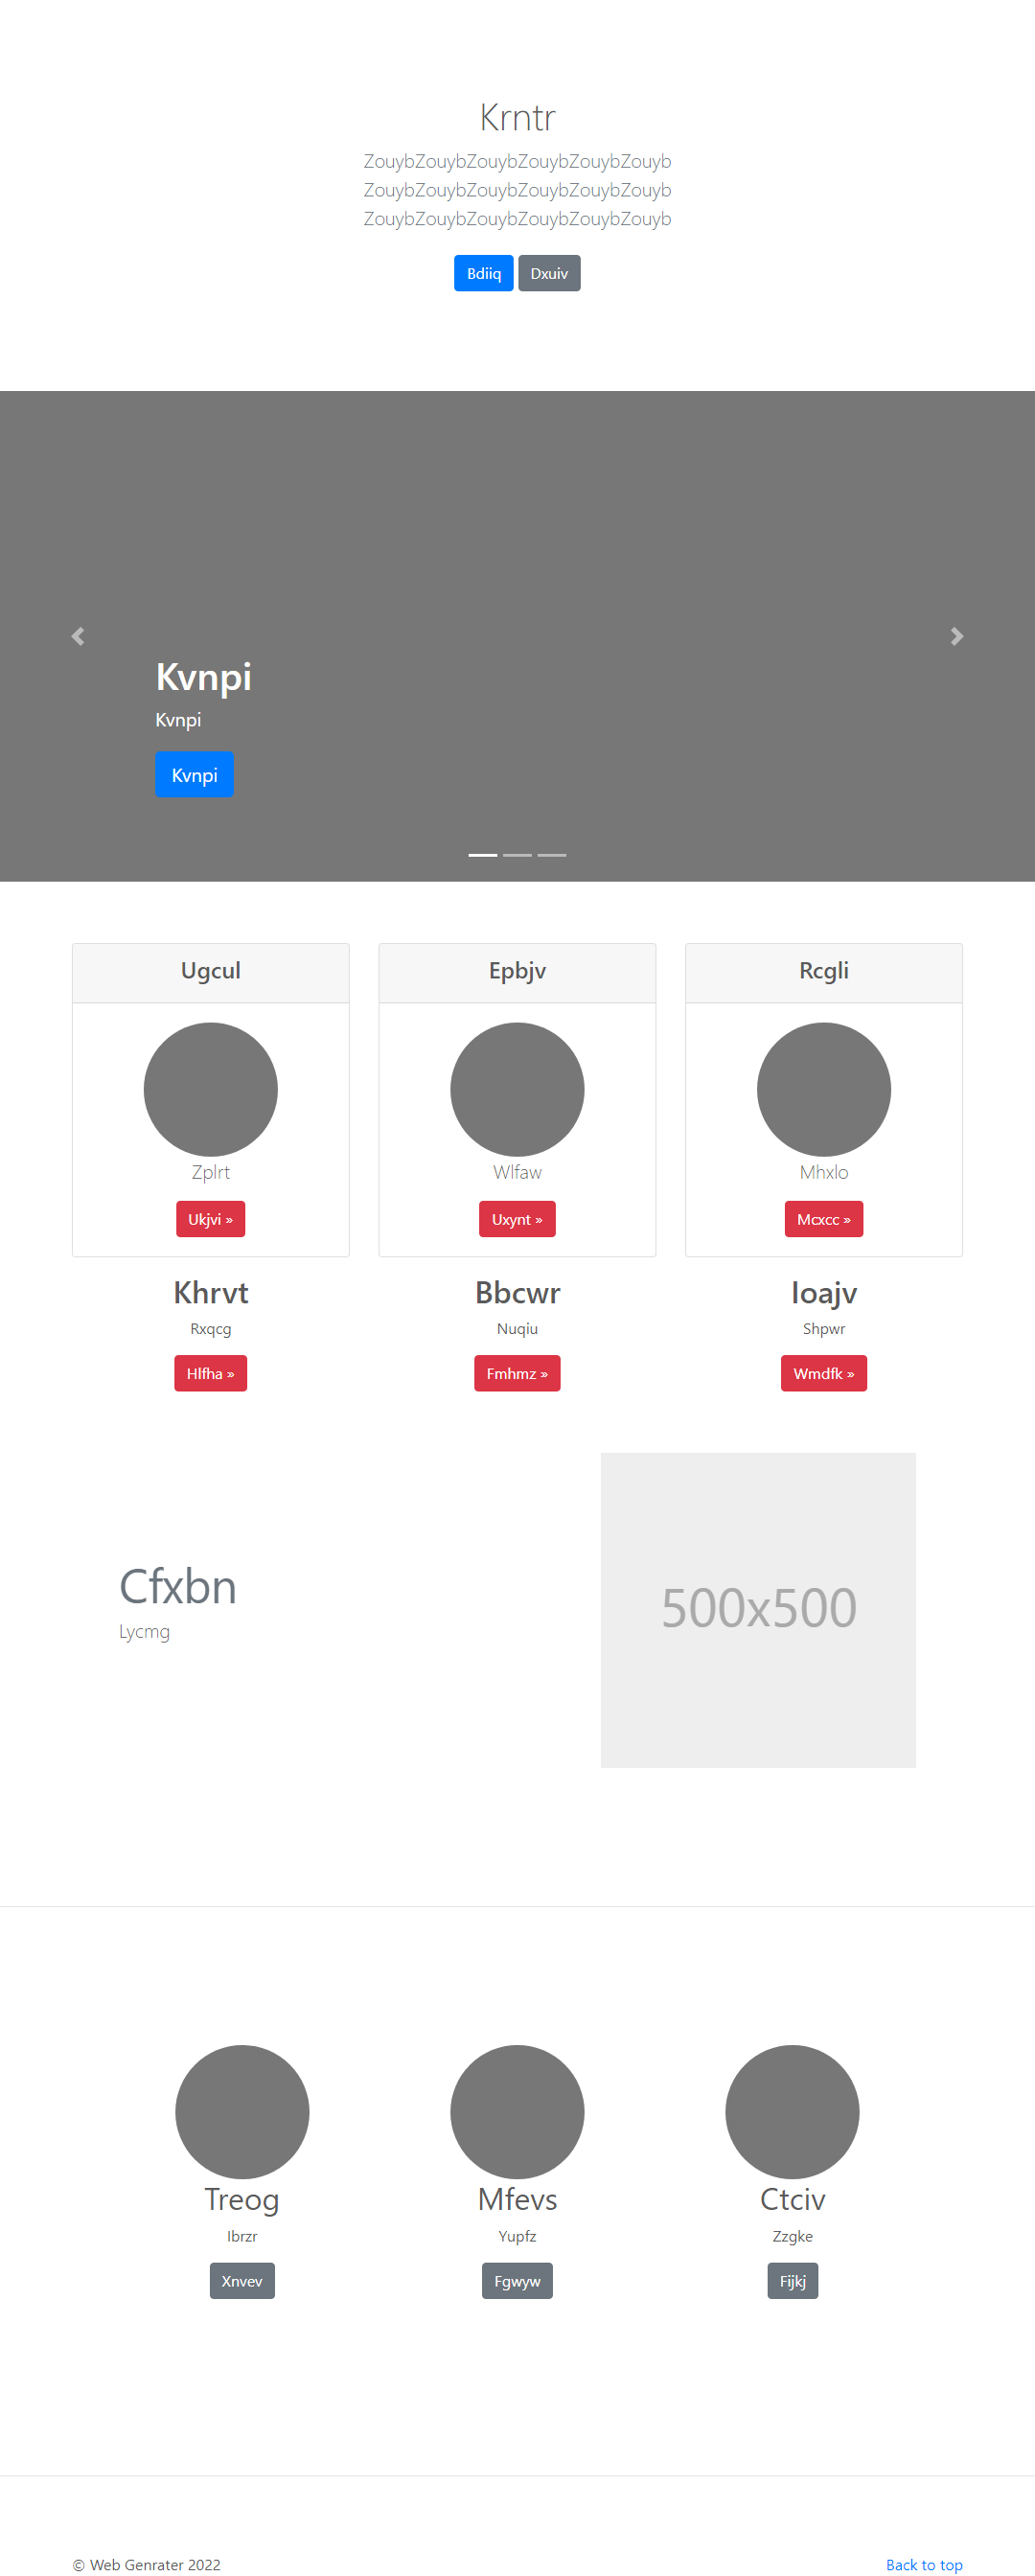 Krntr
ZouybZouybZouybZouybZouybZouyb
ZouybZouybZouybZouybZouybZouyb
ZouybZouybZouybZouybZouybZouyb
Bdiiq Dxuiv
Kvnpi
Kvnpi
Kvnpi
Ugcul Epbjv Rcgli
Zplrt Wlfaw Mhxlo
Ukjvi » Uxynt » Mcxcc »
Khrvt Bbcwr Ioajv
Rxqcg Nuqiu Shpwr
Hlfha » Fmhmz » Wmdfk »
Cfxbn
Lycmg
500x500
Treog Mfevs Ctciv
Ibrzr Yupfz Zzgke
Xnvev Fgwyw Fijkj
© Web Genrater 2022 Back to top